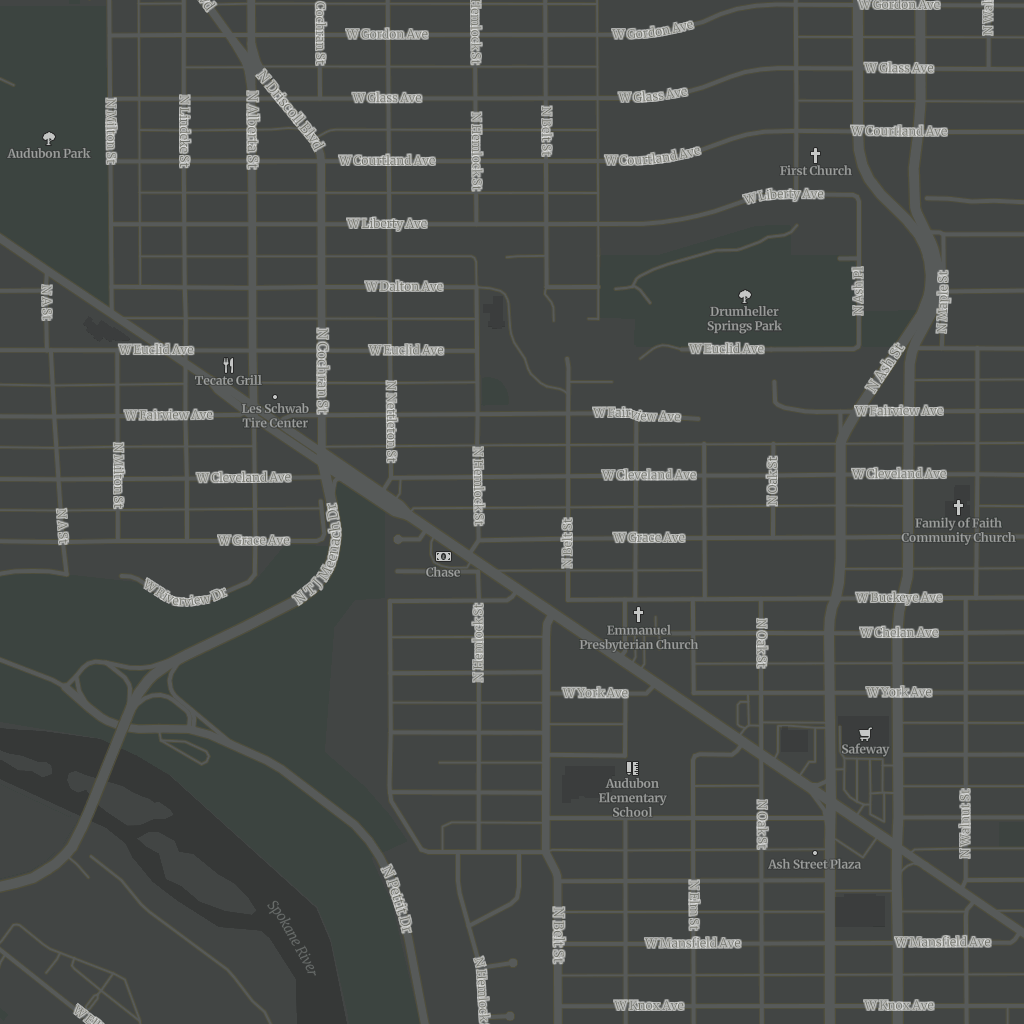 Cochran St
Hemlock St
W Gordon Ave
W Gordon Ave
W Gordon Ave
N Driscoll Blvd
W Glass Ave
W Glass Ave
W Glass Ave
N Milton St
N Lindeke St
N Alberta St
N Hemlock St
N Belt St
W Courtland Ave
W Courtland Ave
W Courtland Ave
Audubon Park
First Church
W Liberty Ave
W Liberty Ave
N A St
W Dalton Ave
N Ash Pl
N Maple St
Drumheller
Springs Park
W Euclid Ave
W Euclid Ave
W Euclid Ave
Tecate Grill
N Cochran St
N Ash St
Les Schwab
Tire Center
W Fairview Ave
W Fairview Ave
W Fairview Ave
N Nettleton St
N Milton St
W Cleveland Ave
N Hemlock St
W Cleveland Ave
N Oak St
W Cleveland Ave
N A St
W Grace Ave
N T J Meenach Dr
N Belt St
W Grace Ave
Family of Faith
Community Church
Chase
W Riverview Dr
W Buckeye Ave
N Hemlock St
Emmanuel
Presbyterian Church
N Oak St
W Chelan Ave
W York Ave
W York Ave
Safeway
Audubon
Elementary
School
N Oak St
N Walnut St
Ash Street Plaza
N Pettit Dr
N Elm St
Spokane River
N Belt St
W Mansfield Ave
W Mansfield Ave
N Hemlock
W Knox Ave
W Knox Ave